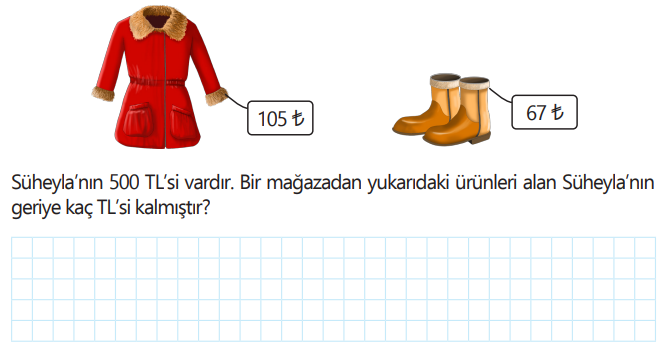 105 ₺
67 ₺
Süheyla’nın 500 TL’si vardır. Bir mağazadan yukarıdaki ürünleri alan Süheyla’nın
geriye kaç TL’si kalmıştır?